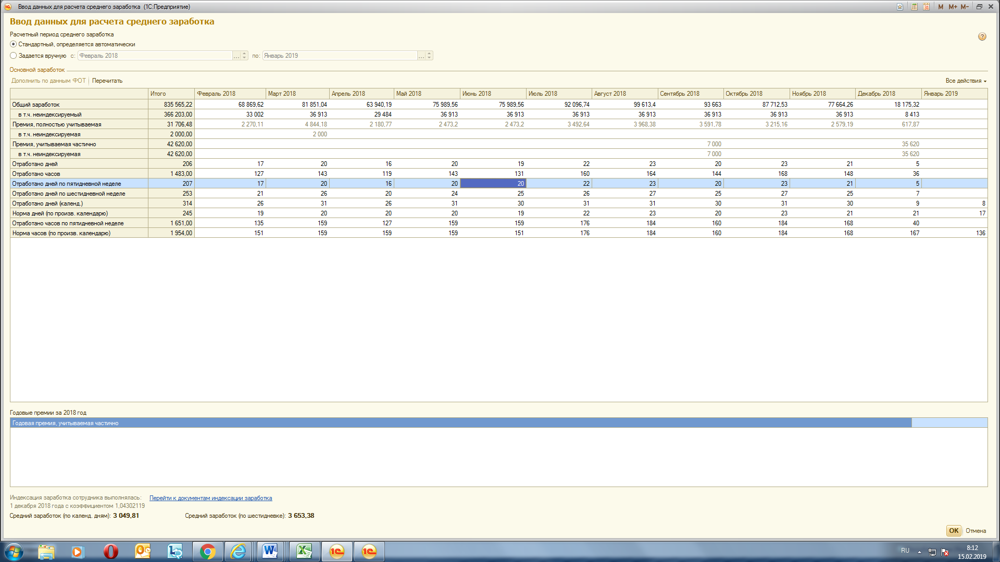 Ввод данных для расчета среднего заработка (1С:Предприятие)
31 M M+ M-
Ввод данных для расчета среднего заработка
Расчетный период среднего заработка
?
Стандартный, определяется автоматически
Задается вручную с: Февраль 2018 ... по: Январь 2019 ...
Основной заработок
Дополнить по данным ФОТ Перечитать Все действия
Итого Февраль 2018 Март 2018 Апрель 2018 Май 2018 Июнь 2018 Июль 2018 Август 2018 Сентябрь 2018 Октябрь 2018 Ноябрь 2018 Декабрь 2018 Январь 2019
Общий заработок 835 565,22 68 869,62 81 851,04 63 940,19 75 989,56 75 989,56 92 096,74 99 613,4 93 663 87 712,53 77 664,26 18 175,32
в т.ч. неиндексируемый 366 203,00 33 002 36 913 29 484 36 913 36 913 36 913 36 913 36 913 36 913 36 913 8 413
Премия, полностью учитываемая 31 706,48 2 270,11 4 844,18 2 180,77 2 473,2 2 473,2 3 492,64 3 968,38 3 591,78 3 215,16 2 579,19 617,87
в т.ч. неиндексируемая 2 000,00 2 000
Премия, учитываемая частично 42 620,00 7 000 35 620
в т.ч. неиндексируемая 42 620,00 7 000 35 620
Отработано дней 206 17 20 16 20 19 22 23 20 23 21 5
Отработано часов 1 483,00 127 143 119 143 131 160 164 144 168 148 36
Отработано дней по пятидневной неделе 207 17 20 16 20 20 22 23 20 23 21 5
Отработано дней по шестидневной неделе 253 21 26 20 24 25 26 27 25 27 25 7
Отработано дней (календ.) 314 26 31 26 31 30 31 31 30 31 30 9 8
Норма дней (по произв. календарю) 245 19 20 20 20 19 22 23 20 23 21 21 17
Отработано часов по пятидневной неделе 1 651,00 135 159 127 159 159 176 184 160 184 168 40
Норма часов (по произв. календарю) 1 954,00 151 159 159 159 151 176 184 160 184 168 167 136
Годовые премии за 2018 год
Годовая премия, учитываемая частично
Индексация заработка сотрудника выполнялась: Перейти к документам индексации заработка
1 декабря 2018 года с коэффициентом 1,04302119
Средний заработок (по календ. дням): 3 049,81 Средний заработок (по шестидневке): 3 653,38
OK Отмена
RU 8:12
15.02.2019